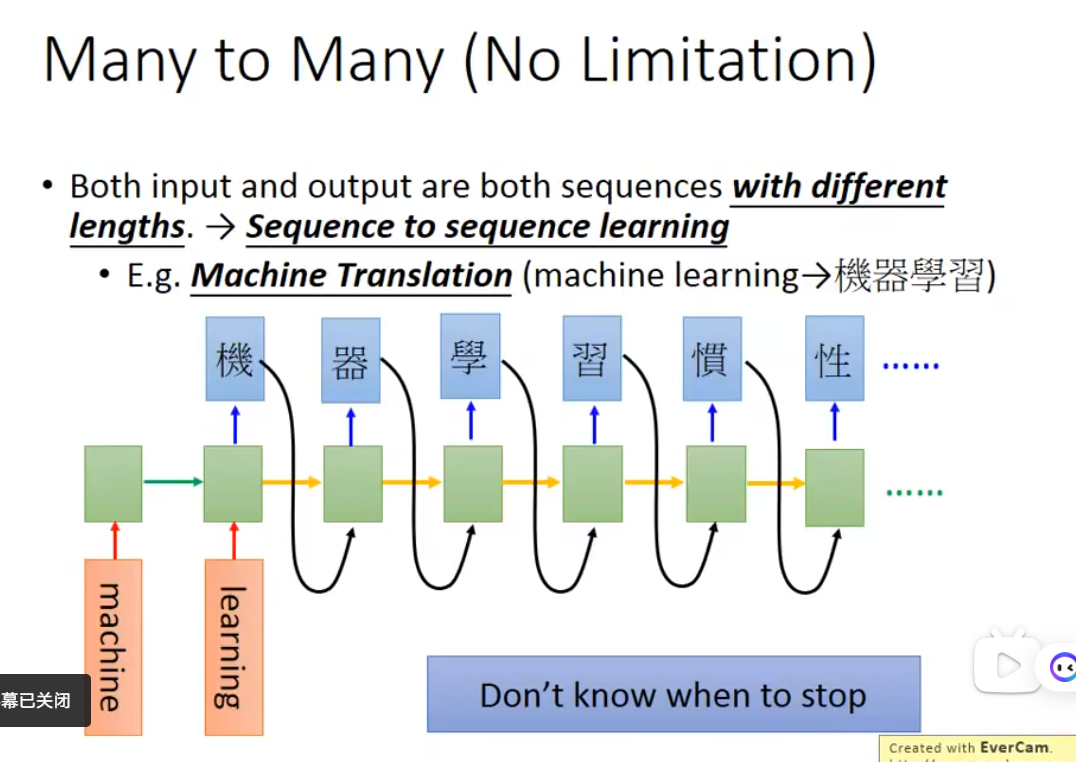 Many to Many (No Limitation)
• Both input and output are both sequences with different
lengths. → Sequence to sequence learning
• E.g. Machine Translation (machine learning→機器學習)
機 器 學 習 慣 性 ……
……
machine learning
幕已关闭
Don’t know when to stop
Created with EverCam.